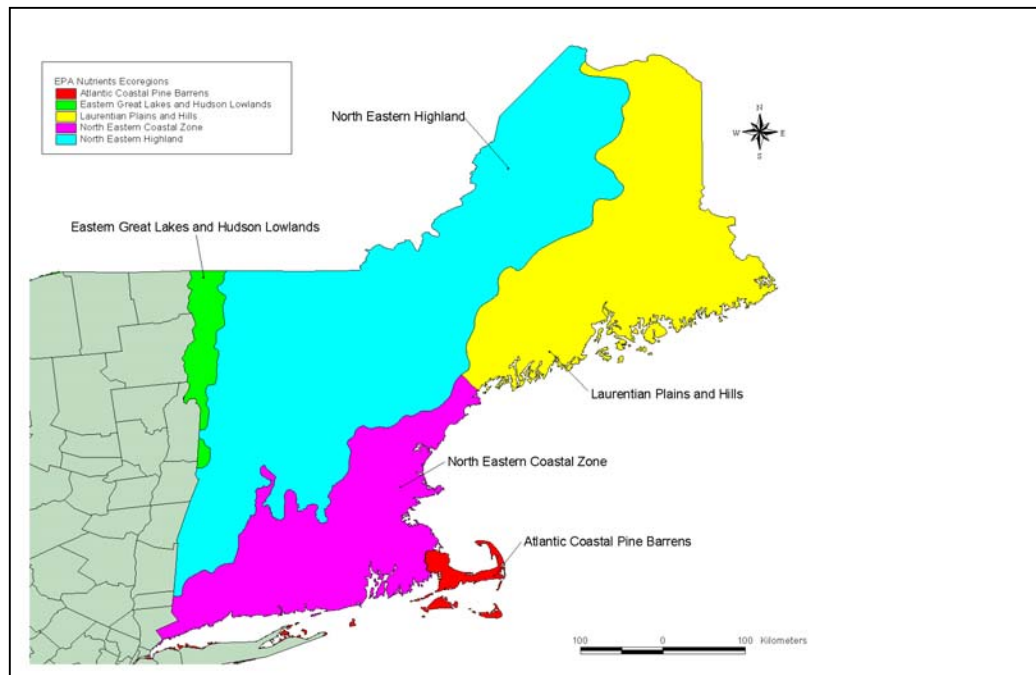 EPA Nutrients Ecoregions
Atlantic Coastal Pine Barrens
Eastern Great Lakes and Hudson Lowlands
Laurentian Plains and Hills
North Eastern Coastal Zone
North Eastern Highland
North Eastern Highland
N
W E
S
Eastern Great Lakes and Hudson Lowlands
Laurentian Plains and Hills
North Eastern Coastal Zone
Atlantic Coastal Pine Barrens
100 0 100 Kilometers